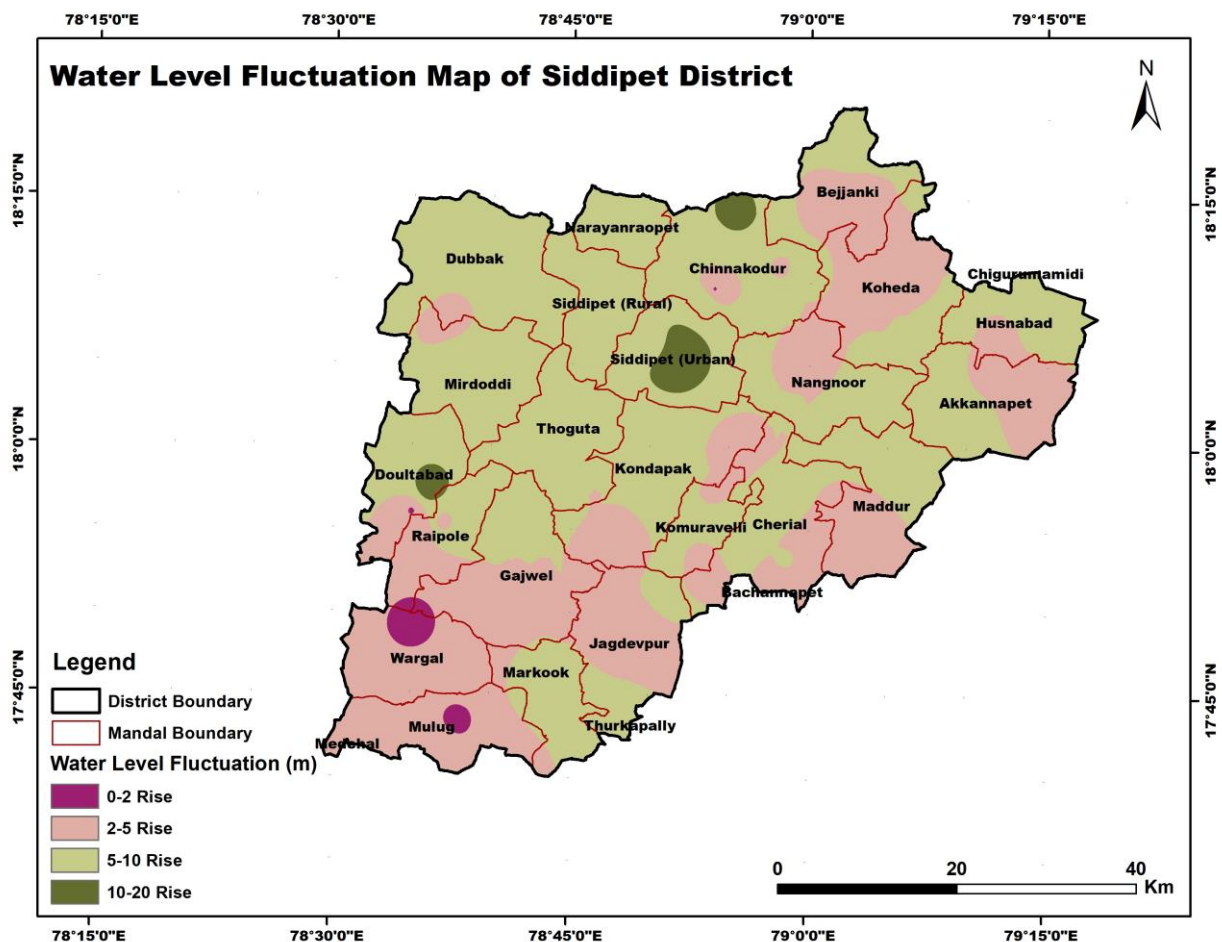 78°15'0"E 78°30'0"E 78°45'0"E 79°0'0"E 79°15'0"E
Water Level Fluctuation Map of Siddipet District
N
18°15'0"N
18°15'0"N
Bejjanki
Narayanraopet
Dubbak
Chinnakodur
Chigurumamidi
Koheda
Siddipet (Rural)
Husnabad
Siddipet (Urban)
Mirdoddi
Nangnoor
Akkannapet
18°0'0"N
18°0'0"N
Thoguta
Doultabad
Kondapak
Maddur
Komuravelli
Cherial
Raipole
Gajwel
Bachannapet
Jagdevpur
Wargal
Markook
17°45'0"N
17°45'0"N
Mulug
Thurkapally
Medchal
Legend
District Boundary
Mandal Boundary
Water Level Fluctuation (m)
0-2 Rise
2-5 Rise
5-10 Rise
10-20 Rise
0 20 40
Km
78°15'0"E 78°30'0"E 78°45'0"E 79°0'0"E 79°15'0"E